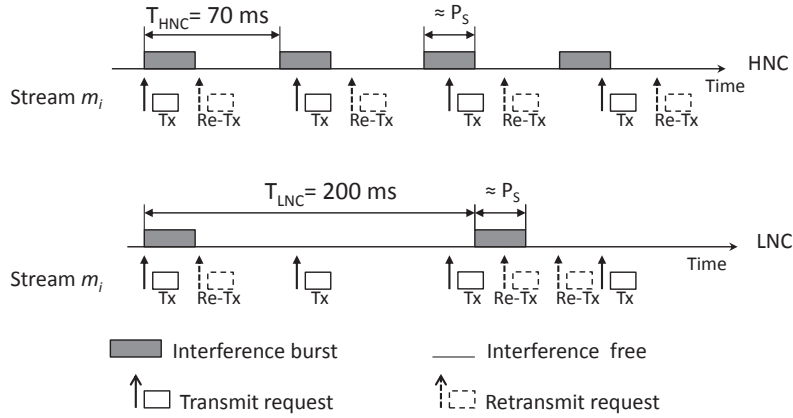 T_HNC= 70 ms
≈ P_S
HNC
Time
Stream m_i
Tx
Re-Tx
Tx
Re-Tx
Tx
Re-Tx
Tx
Re-Tx
T_LNC= 200 ms
≈ P_S
LNC
Time
Stream m_i
Tx
Re-Tx
Tx
Tx
Re-Tx
Re-Tx
Tx
Interference burst
Interference free
Transmit request
Retransmit request